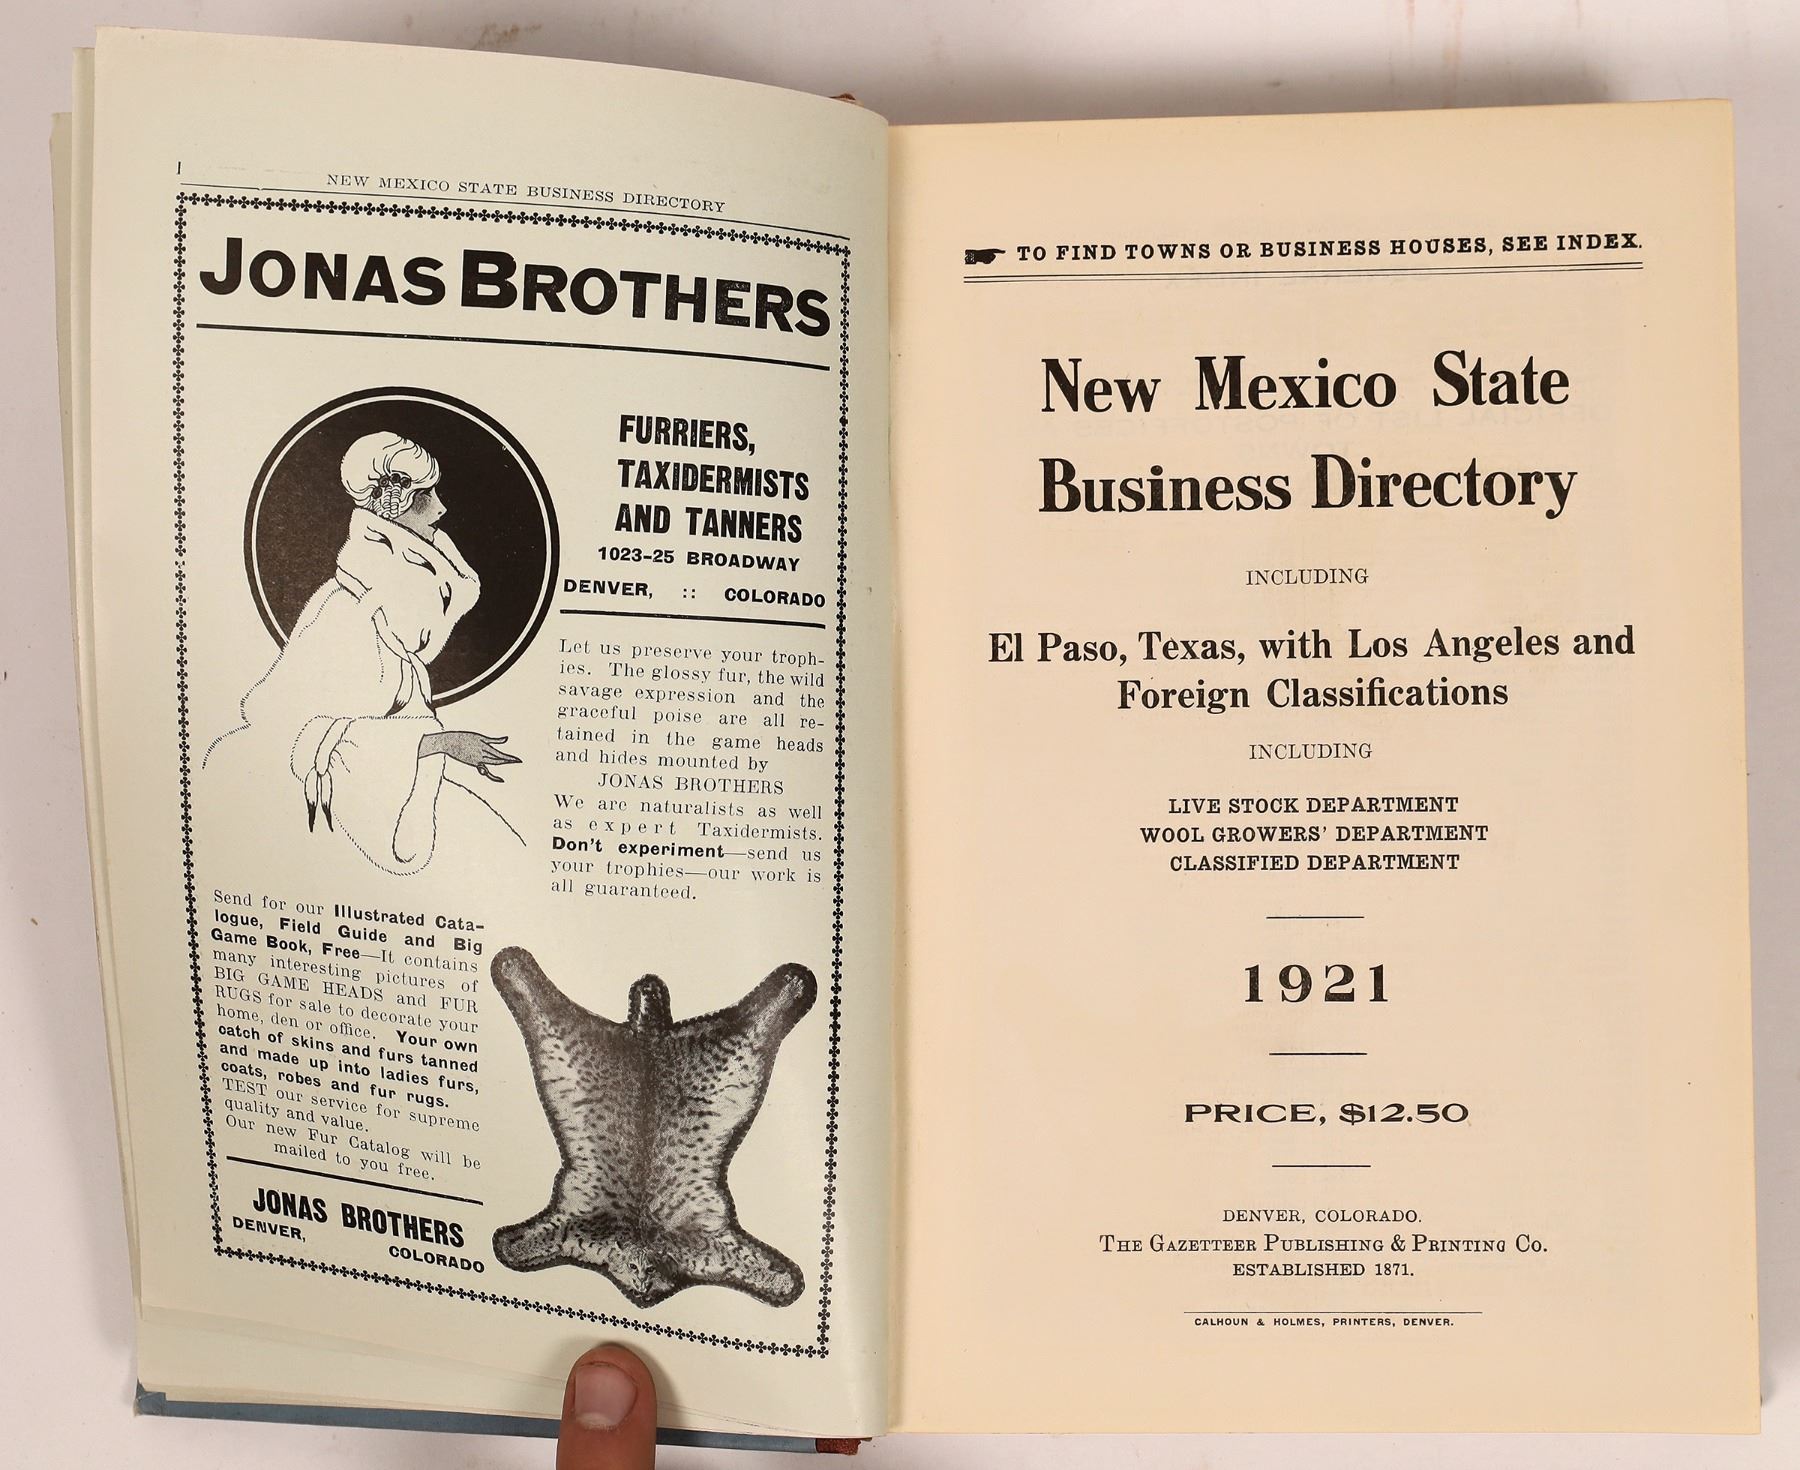 NEW MEXICO STATE BUSINESS DIRECTORY
JONAS BROTHERS
FURRIERS,
TAXIDERMISTS
AND TANNERS
1023-25 BROADWAY
DENVER, :: COLORADO
Let us preserve your troph-
ies. The glossy fur, the wild
savage expression and the
graceful poise are all re-
tained in the game heads
and hides mounted by
JONAS BROTHERS
We are naturalists as well
as expert Taxidermists.
Don't experiment—send us
your trophies—our work is
all guaranteed.
Send for our Illustrated Cata-
logue, Field Guide and Big
Game Book, Free—It contains
many interesting pictures of
BIG GAME HEADS and FUR
RUGS for sale to decorate your
home, den or office. Your own
catch of skins and furs tanned
and made up into ladies furs,
coats, robes and fur rugs.
TEST our service for supreme
quality and value.
Our new Fur Catalog will be
mailed to you free.
JONAS BROTHERS
DENVER, COLORADO
TO FIND TOWNS OR BUSINESS HOUSES, SEE INDEX.
New Mexico State
Business Directory
INCLUDING
El Paso, Texas, with Los Angeles and
Foreign Classifications
INCLUDING
LIVE STOCK DEPARTMENT
WOOL GROWERS' DEPARTMENT
CLASSIFIED DEPARTMENT
1921
PRICE, $12.50
DENVER, COLORADO.
THE GAZETTEER PUBLISHING & PRINTING CO.
ESTABLISHED 1871.
CALHOUN & HOLMES, PRINTERS, DENVER.